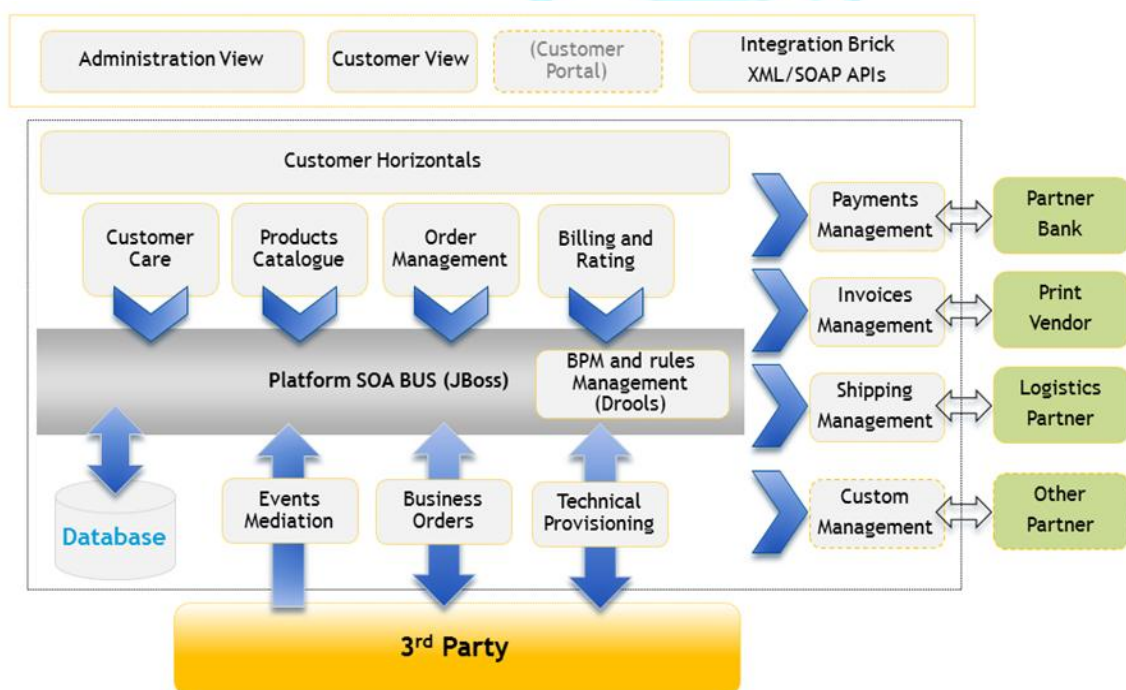 Administration View
Customer View
(Customer
Portal)
Integration Brick
XML/SOAP APIs
Customer Horizontals
Customer
Care
Products
Catalogue
Order
Management
Billing and
Rating
Platform SOA BUS (JBoss)
BPM and rules
Management
(Drools)
Database
Events
Mediation
Business
Orders
Technical
Provisioning
Payments
Management
Partner
Bank
Invoices
Management
Print
Vendor
Shipping
Management
Logistics
Partner
Custom
Management
Other
Partner
3rd Party